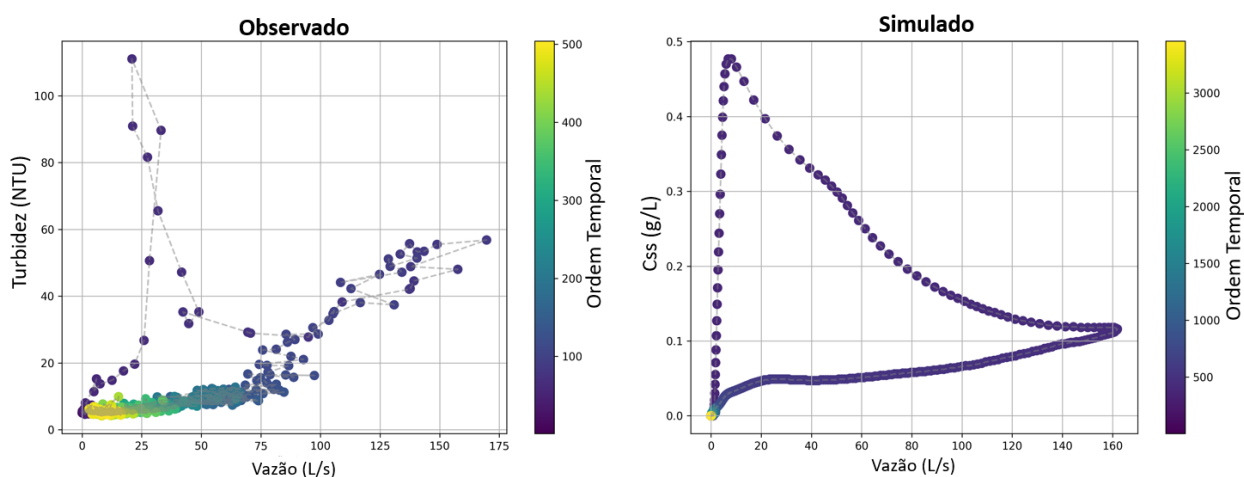 Observado
Turbidez (NTU)
100
80
60
40
20
0
0 25 50 75 100 125 150 175
Vazão (L/s)
500
400
300
200
100
Ordem Temporal
Simulado
Css (g/L)
0.5
0.4
0.3
0.2
0.1
0.0
0 20 40 60 80 100 120 140 160
Vazão (L/s)
3000
2500
2000
1500
1000
500
Ordem Temporal